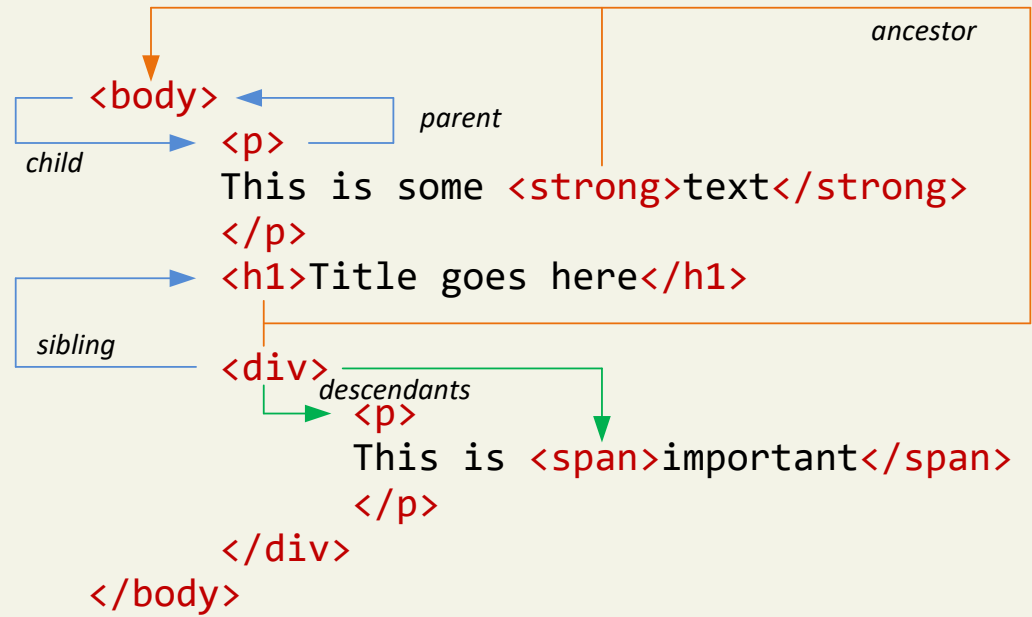 ancestor
<body>
parent
<p>
child
This is some <strong>text</strong>
</p>
<h1>Title goes here</h1>
sibling
<div>
descendants
<p>
This is <span>important</span>
</p>
</div>
</body>